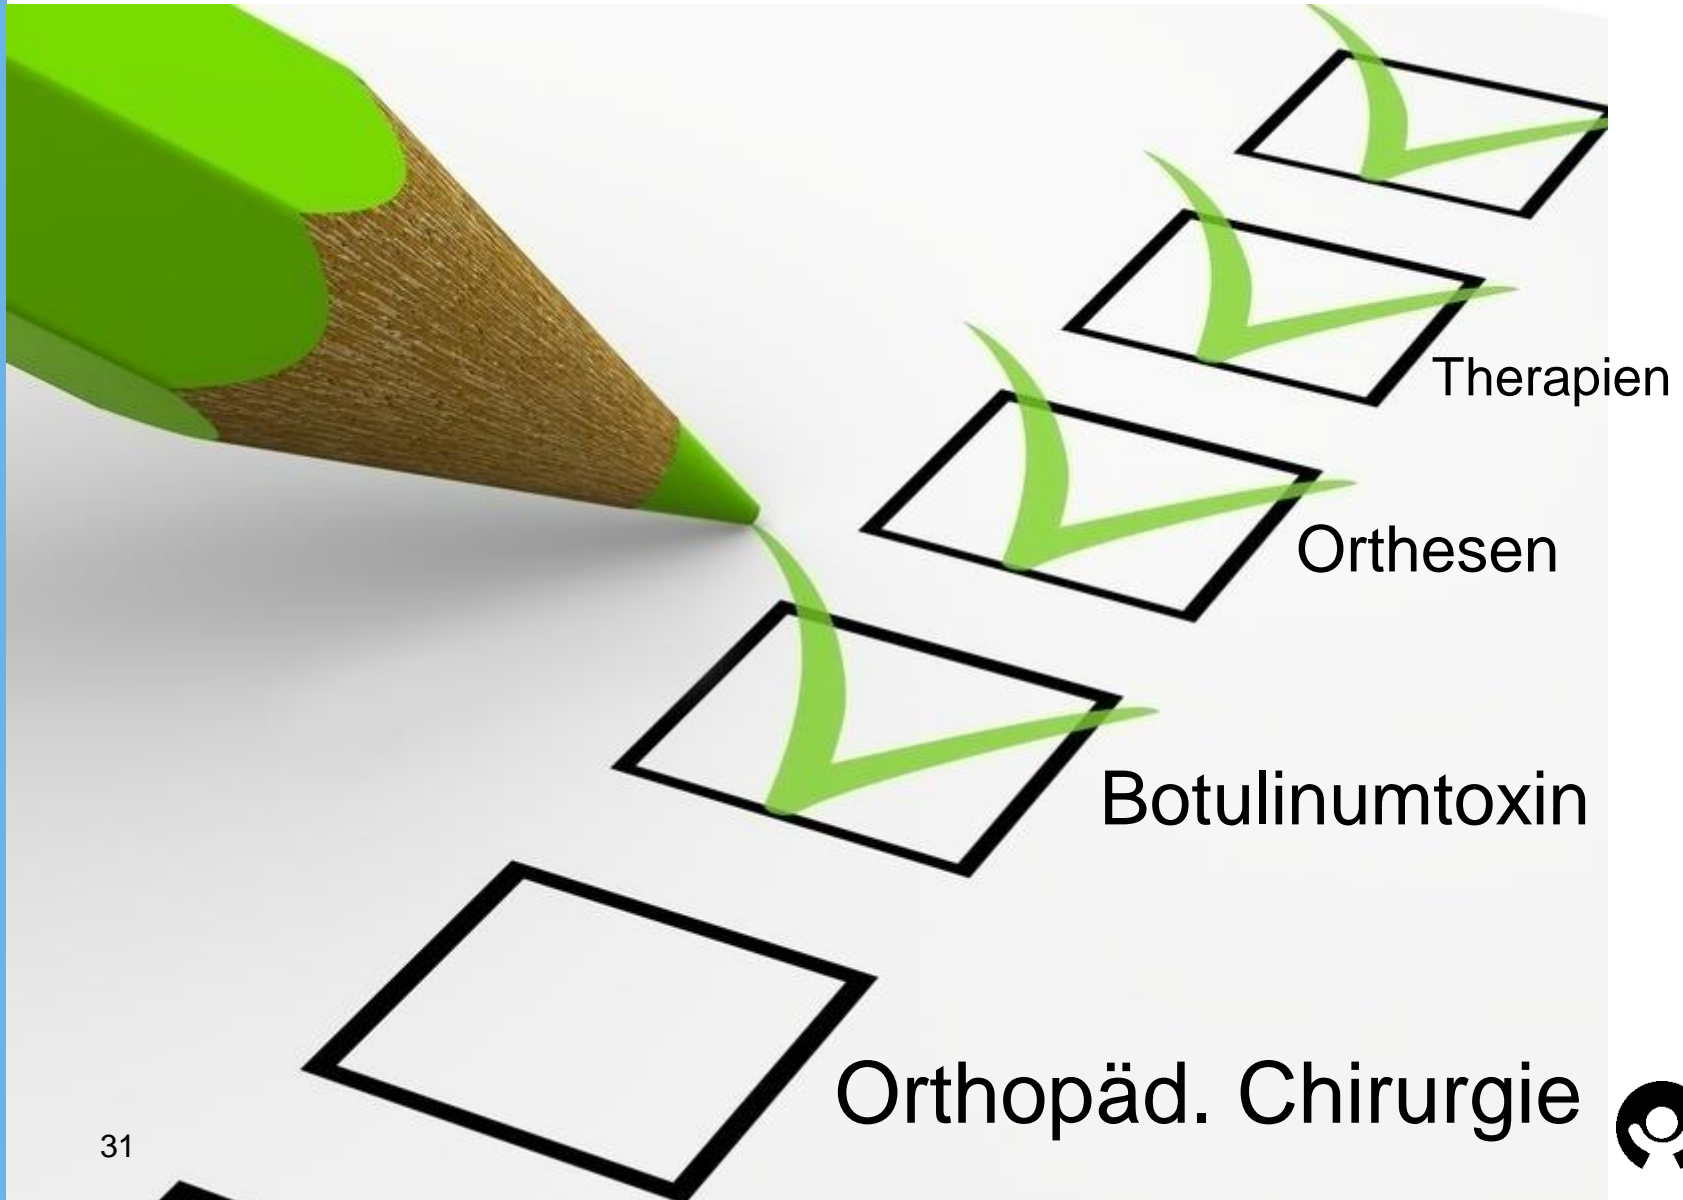 Therapien
Orthesen
Botulinumtoxin
Orthopäd. Chirurgie
31